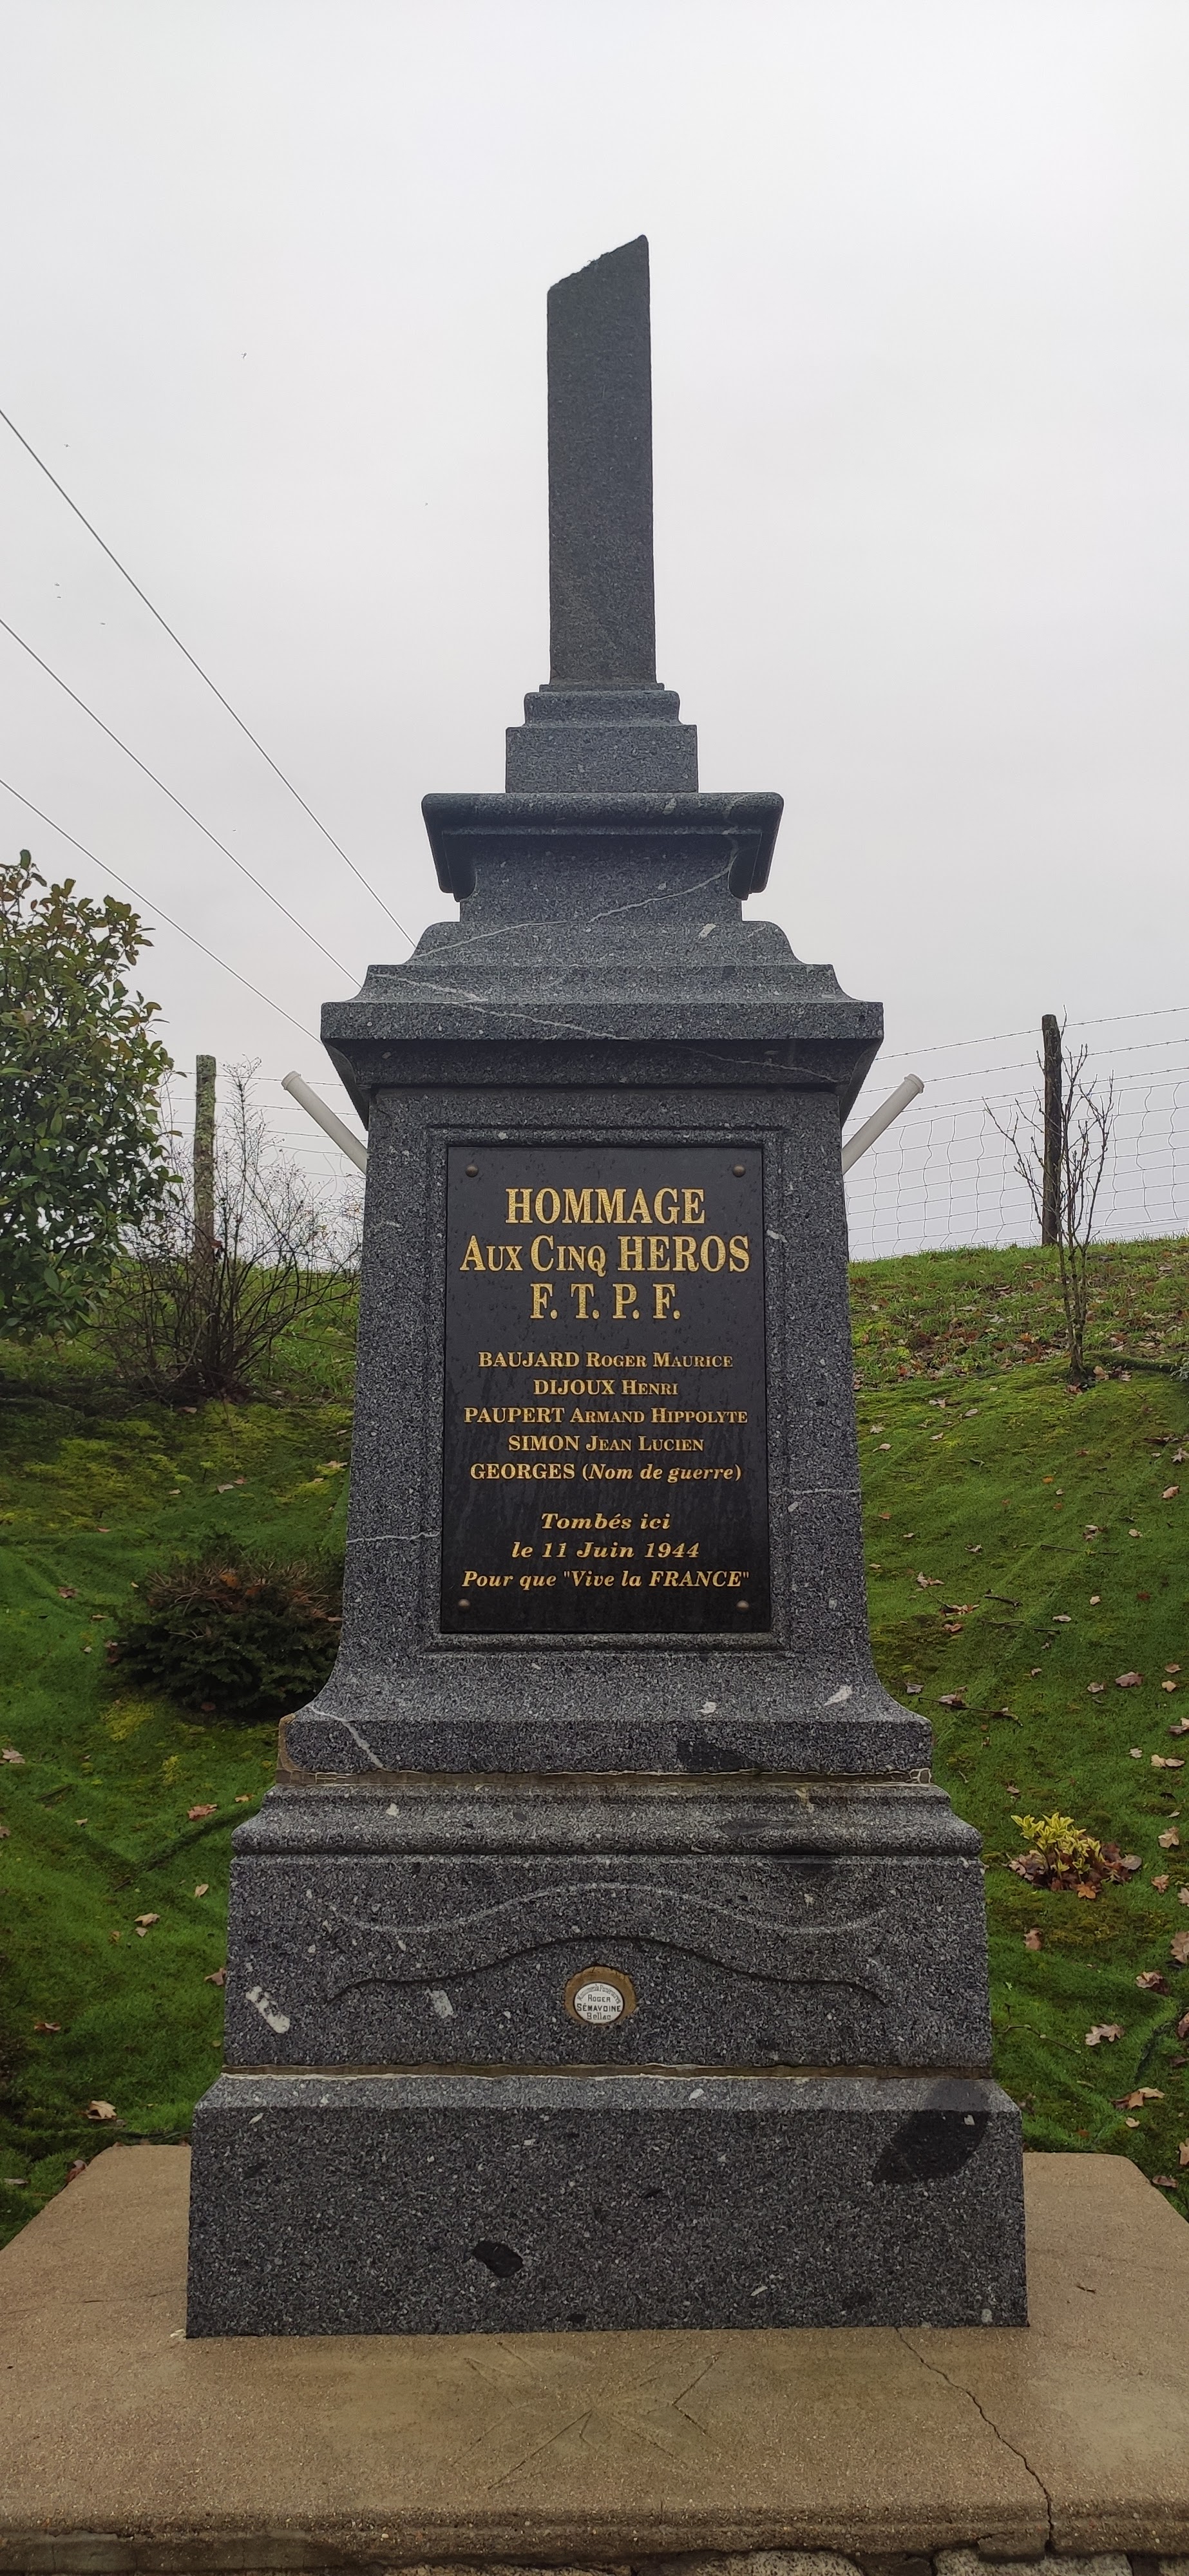 HOMMAGE
AUX CINQ HEROS
F. T. P. F.
BAUJARD ROGER MAURICE
DIJOUX HENRI
PAUPERT ARMAND HIPPOLYTE
SIMON JEAN LUCIEN
GEORGES (Nom de guerre)
Tombés ici
le 11 Juin 1944
Pour que "Vive la FRANCE"
ROGER
SÉMAVOINE
Bellac